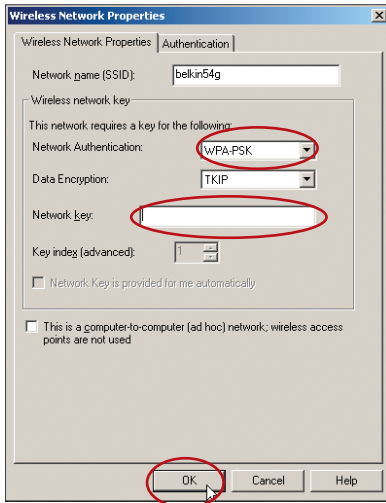 Wireless Network Properties
Wireless Network Properties Authentication
Network name (SSID): belkin54g
Wireless network key
This network requires a key for the following:
Network Authentication: WPA-PSK
Data Encryption: TKIP
Network key:
Key index (advanced): 1
Network Key is provided for me automatically
This is a computer-to-computer (ad hoc) network; wireless access
points are not used
OK Cancel Help